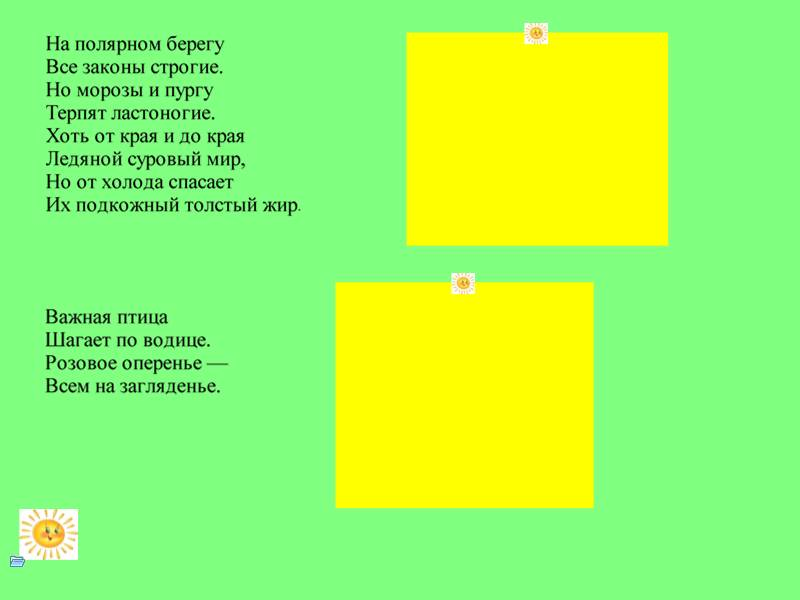 На полярном берегу
Все законы строгие.
Но морозы и пургу
Терпят ластоногие.
Хоть от края и до края
Ледяной суровый мир,
Но от холода спасает
Их подкожный толстый жир.
Важная птица
Шагает по водице.
Розовое оперенье —
Всем на загляденье.